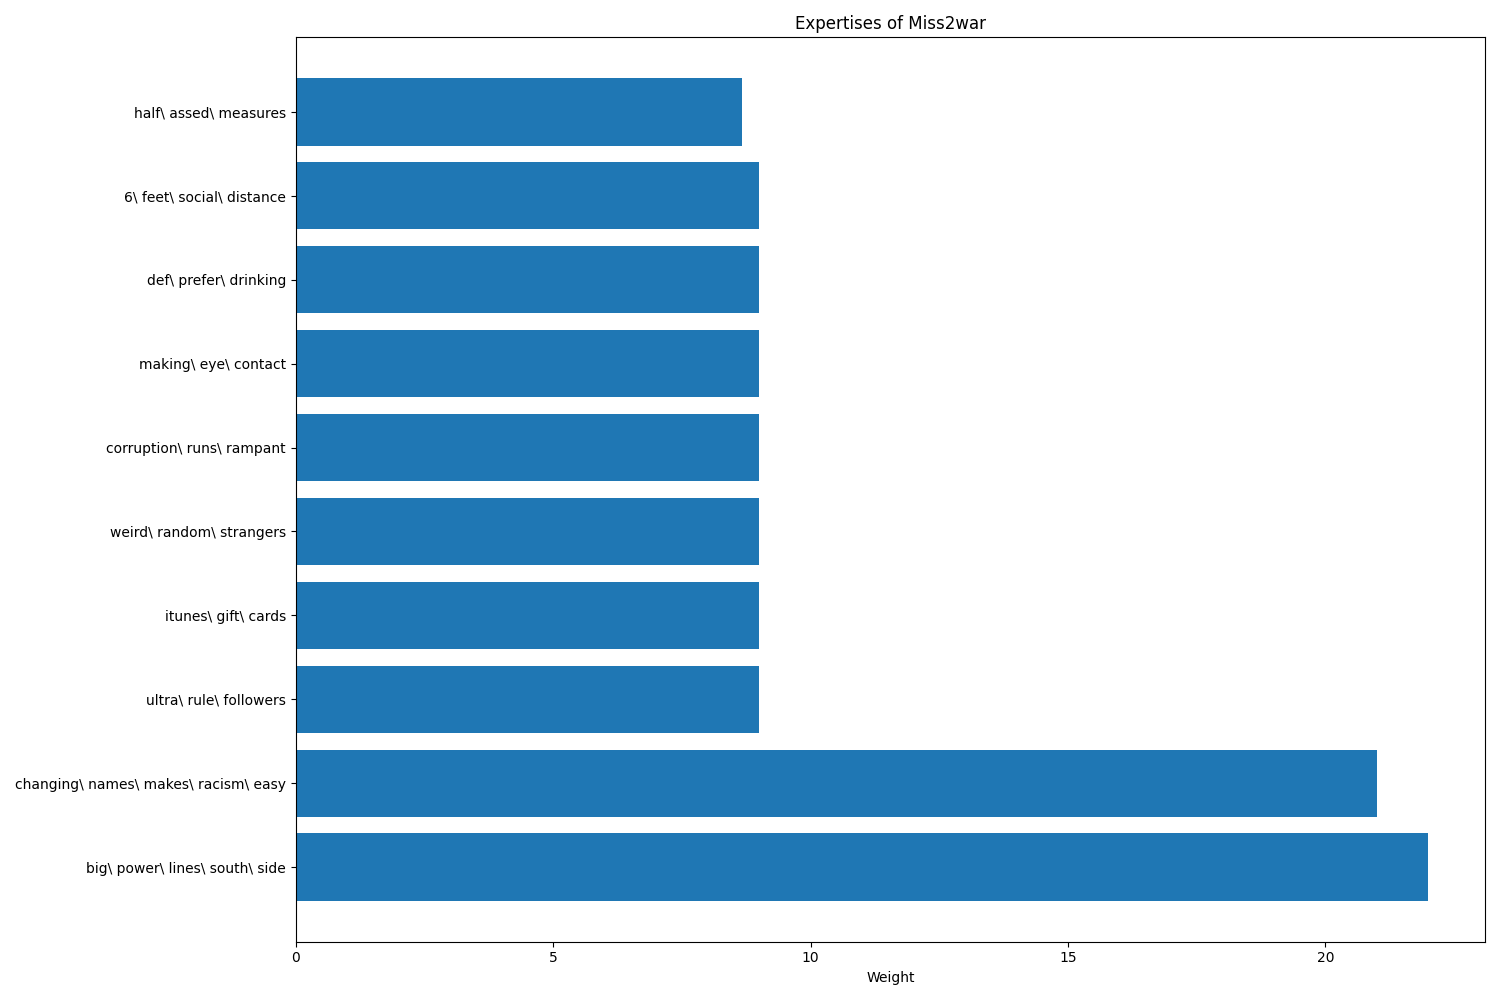 Expertises of Miss2war
half\ assed\ measures
6\ feet\ social\ distance
def\ prefer\ drinking
making\ eye\ contact
corruption\ runs\ rampant
weird\ random\ strangers
itunes\ gift\ cards
ultra\ rule\ followers
changing\ names\ makes\ racism\ easy
big\ power\ lines\ south\ side
0 5 10 15 20
Weight